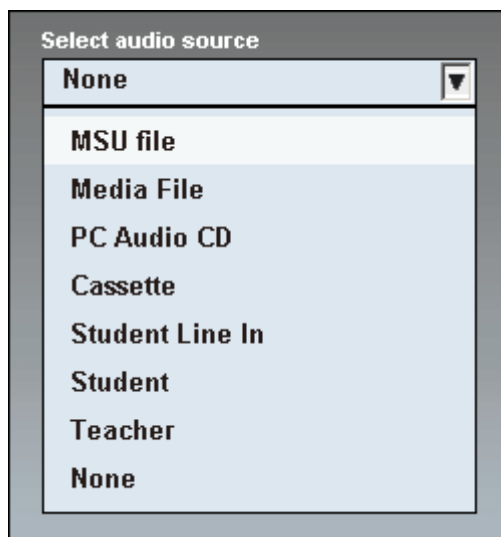 Select audio source
None
MSU file
Media File
PC Audio CD
Cassette
Student Line In
Student
Teacher
None